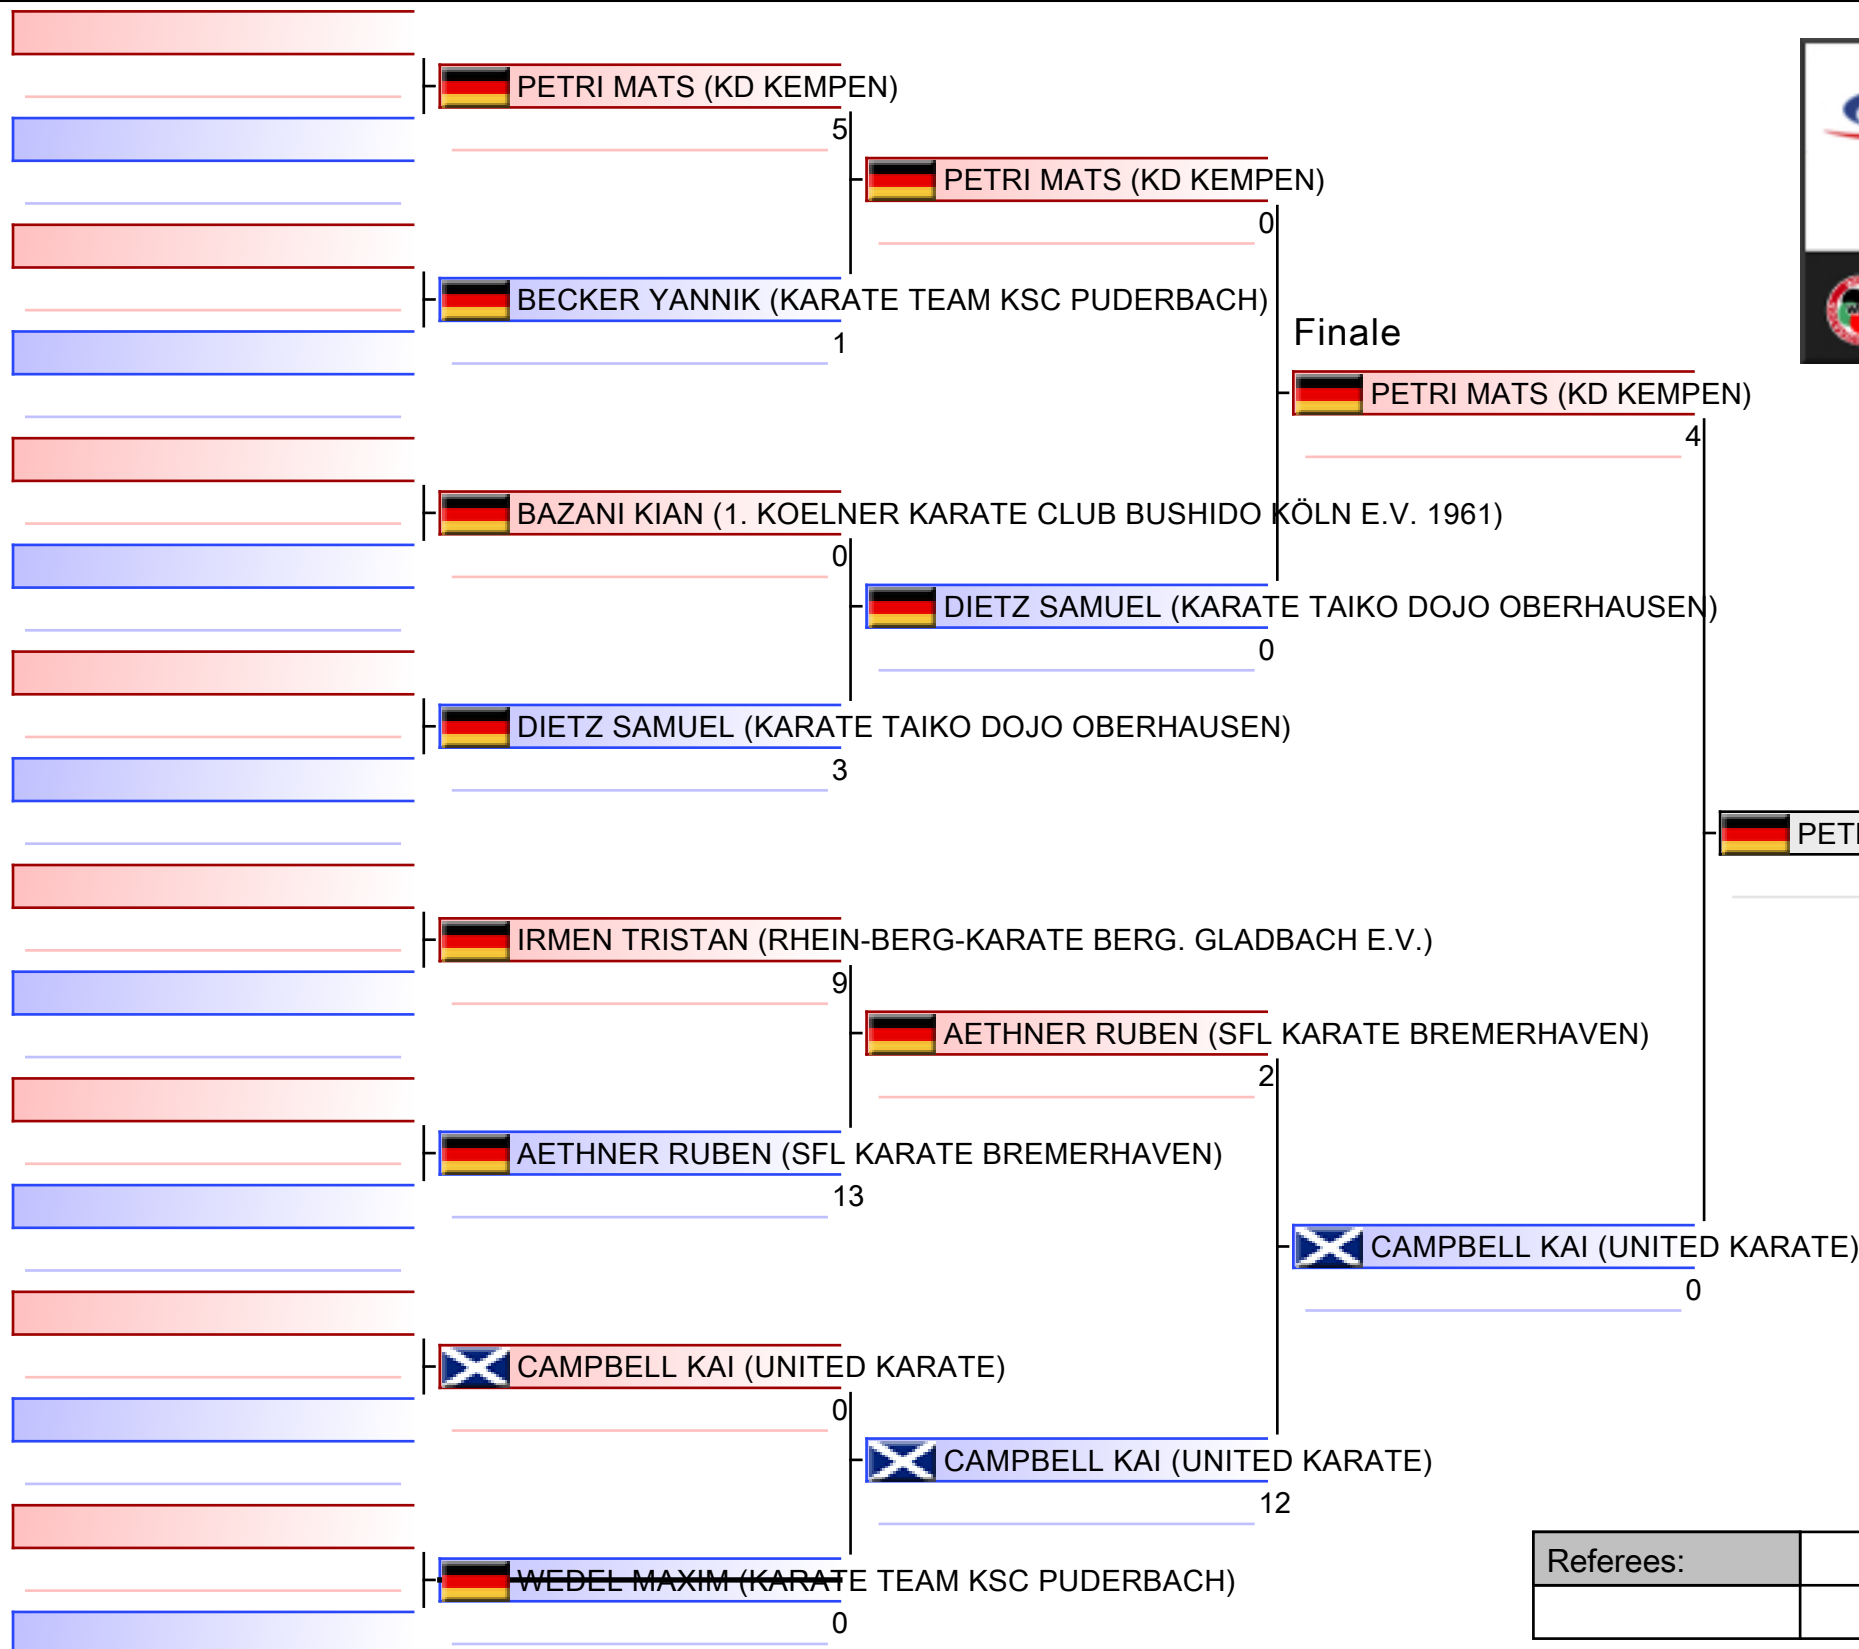 PETRI MATS (KD KEMPEN)
5
PETRI MATS (KD KEMPEN)
0
BECKER YANNIK (KARATE TEAM KSC PUDERBACH)
1
Finale
PETRI MATS (KD KEMPEN)
4
BAZANI KIAN (1. KOELNER KARATE CLUB BUSHIDO KÖLN E.V. 1961)
0
DIETZ SAMUEL (KARATE TAIKO DOJO OBERHAUSEN)
0
DIETZ SAMUEL (KARATE TAIKO DOJO OBERHAUSEN)
3
IRMEN TRISTAN (RHEIN-BERG-KARATE BERG. GLADBACH E.V.)
9
AETHNER RUBEN (SFL KARATE BREMERHAVEN)
2
AETHNER RUBEN (SFL KARATE BREMERHAVEN)
13
CAMPBELL KAI (UNITED KARATE)
0
CAMPBELL KAI (UNITED KARATE)
0
CAMPBELL KAI (UNITED KARATE)
12
WEDEL MAXIM (KARATE TEAM KSC PUDERBACH)
0
Referees: